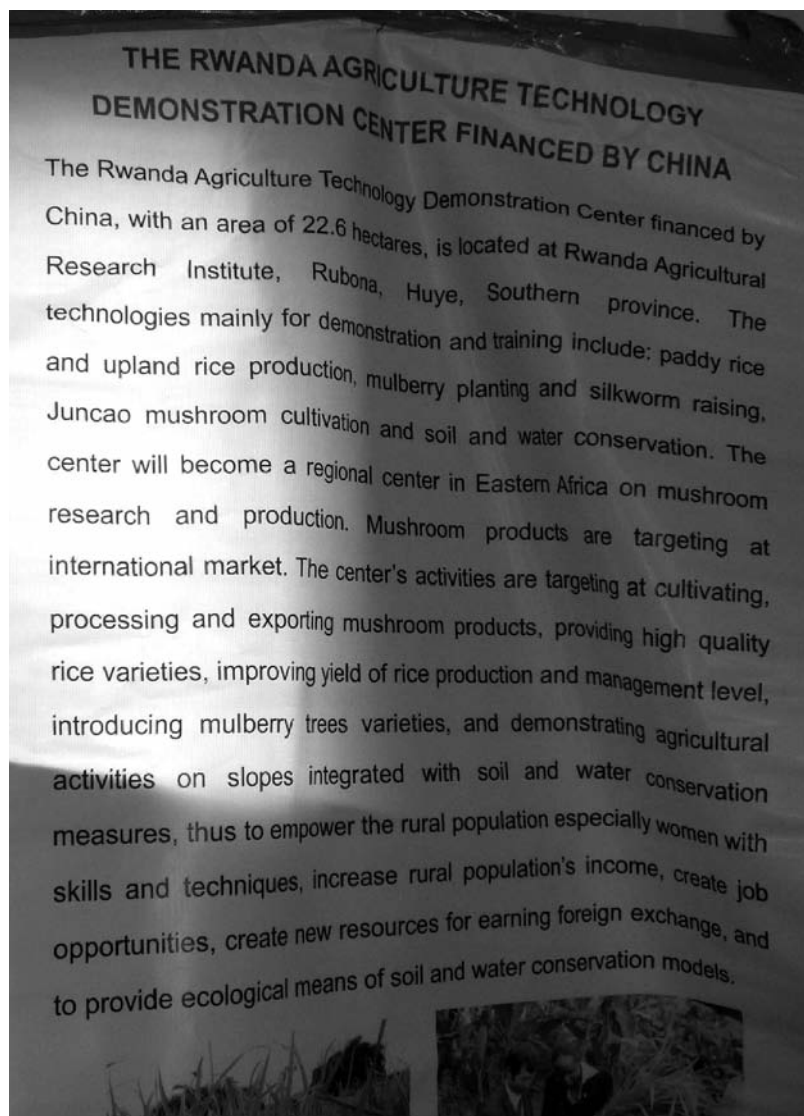 THE RWANDA AGRICULTURE TECHNOLOGY
DEMONSTRATION CENTER FINANCED BY CHINA
The Rwanda Agriculture Technology Demonstration Center financed by
China, with an area of 22.6 hectares, is located at Rwanda Agricultural
Research Institute, Rubona, Huye, Southern province. The
technologies mainly for demonstration and training include: paddy rice
and upland rice production, mulberry planting and silkworm raising,
Juncao mushroom cultivation and soil and water conservation. The
center will become a regional center in Eastern Africa on mushroom
research and production. Mushroom products are targeting at
international market. The center's activities are targeting at cultivating,
processing and exporting mushroom products, providing high quality
rice varieties, improving yield of rice production and management level,
introducing mulberry trees varieties, and demonstrating agricultural
activities on slopes integrated with soil and water conservation
measures, thus to empower the rural population especially women with
skills and techniques, increase rural population's income, create job
opportunities, create new resources for earning foreign exchange, and
to provide ecological means of soil and water conservation models.